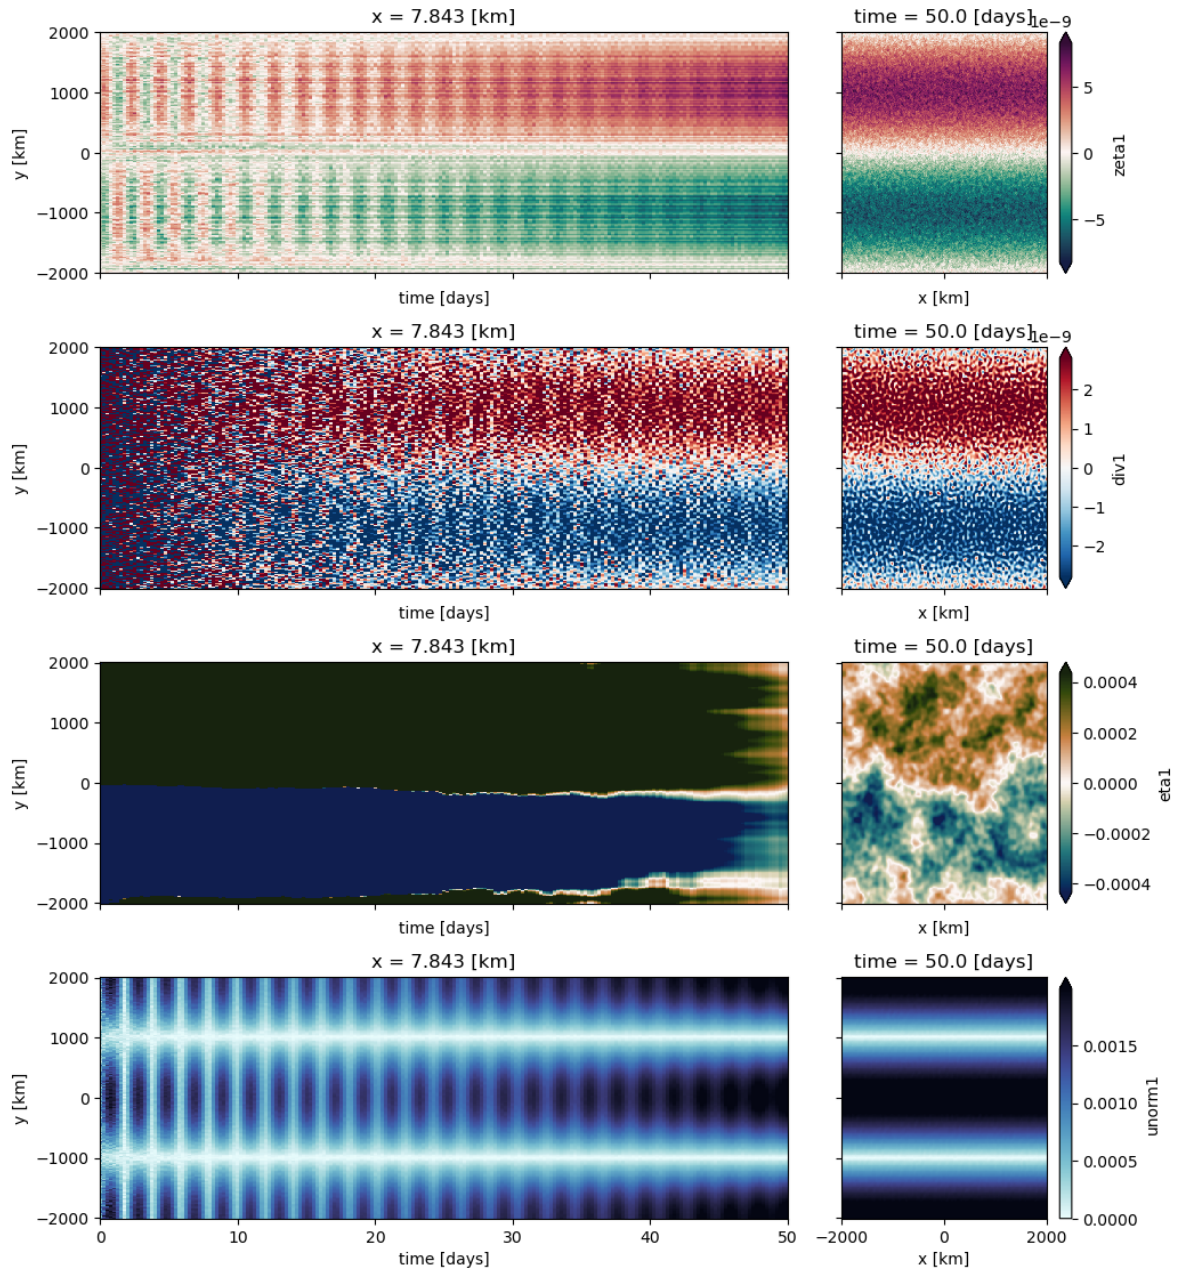 x = 7.843 [km]
time = 50.0 [days]
1e−9
2000
1000
0
−1000
−2000
y [km]
time [days]
x [km]
5
0
−5
zeta1
x = 7.843 [km]
time = 50.0 [days]
1e−9
2000
1000
0
−1000
−2000
y [km]
time [days]
x [km]
2
1
0
−1
−2
div1
x = 7.843 [km]
time = 50.0 [days]
2000
1000
0
−1000
−2000
y [km]
time [days]
x [km]
0.0004
0.0002
0.0000
−0.0002
−0.0004
eta1
x = 7.843 [km]
time = 50.0 [days]
2000
1000
0
−1000
−2000
y [km]
0 10 20 30 40 50
time [days]
−2000 0 2000
x [km]
0.0015
0.0010
0.0005
0.0000
unorm1